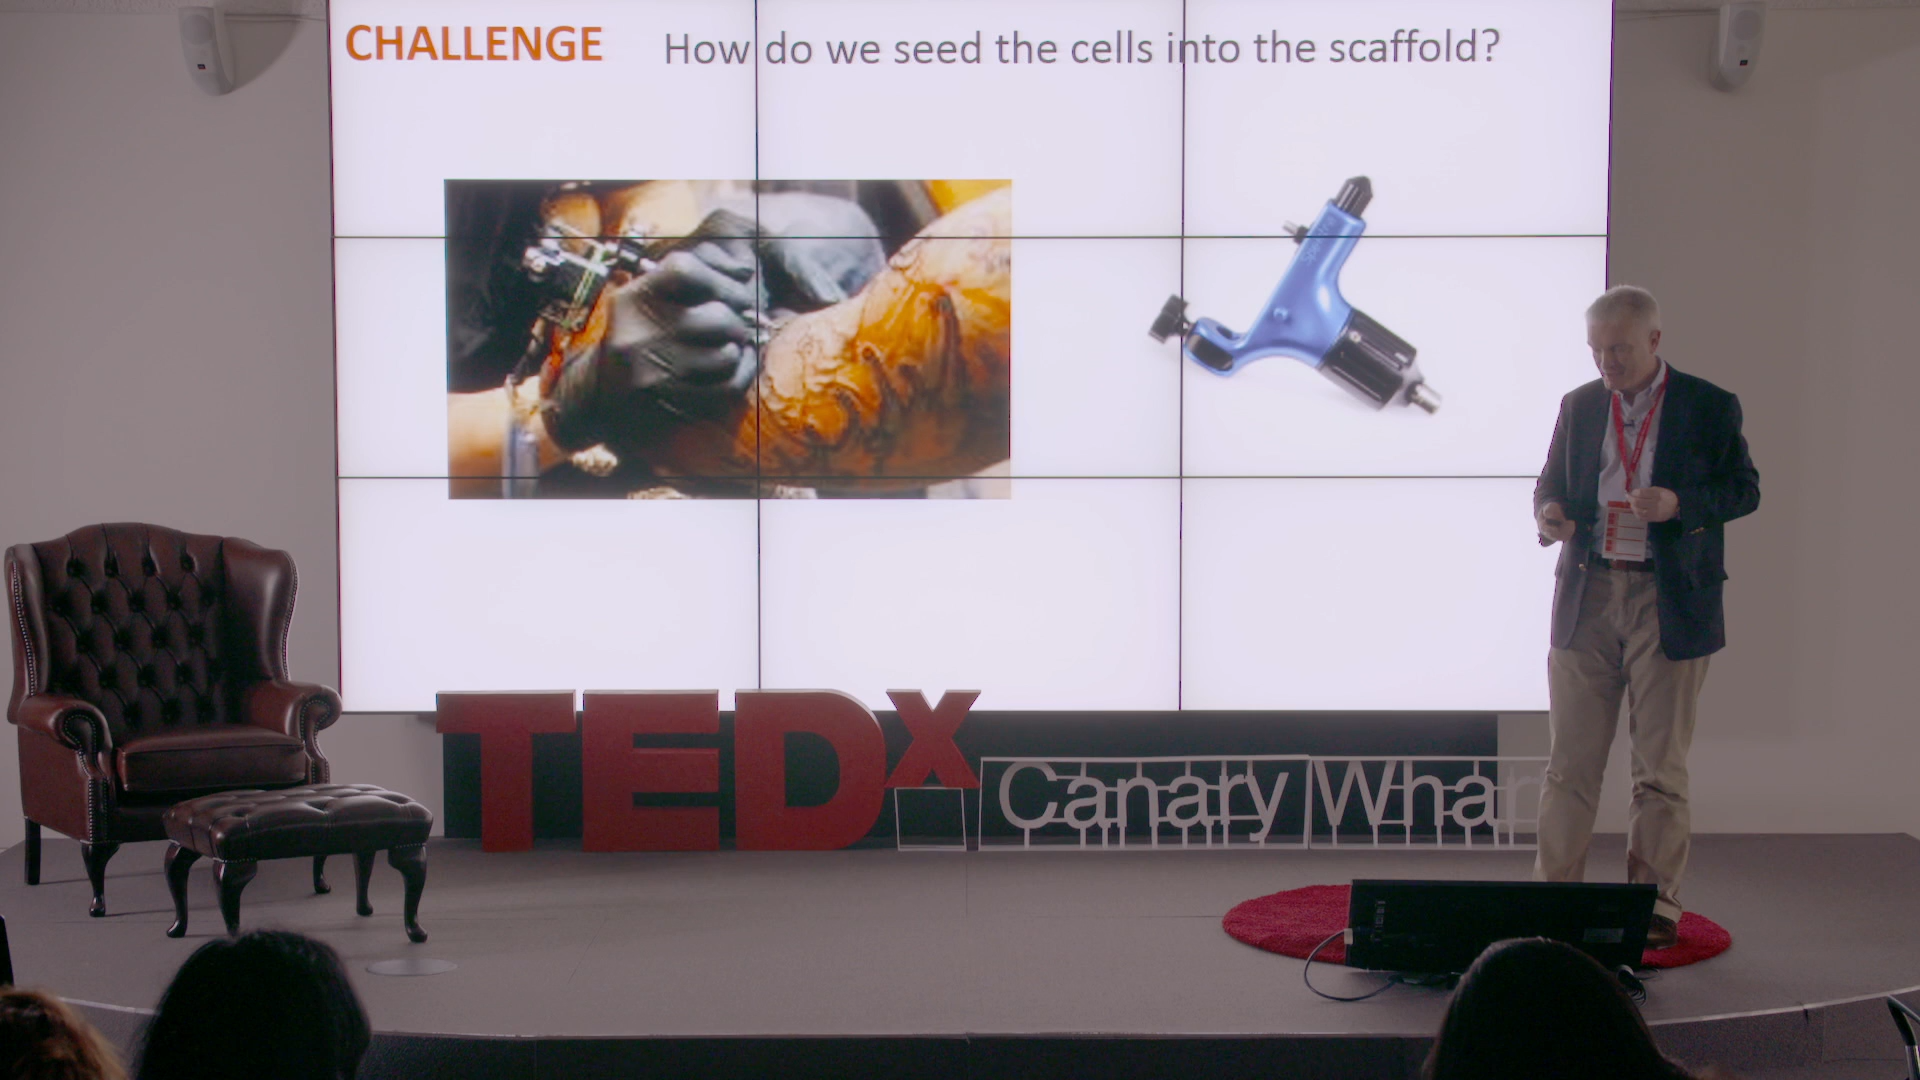 CHALLENGE How do we seed the cells into the scaffold?
TEDx Canary Whar